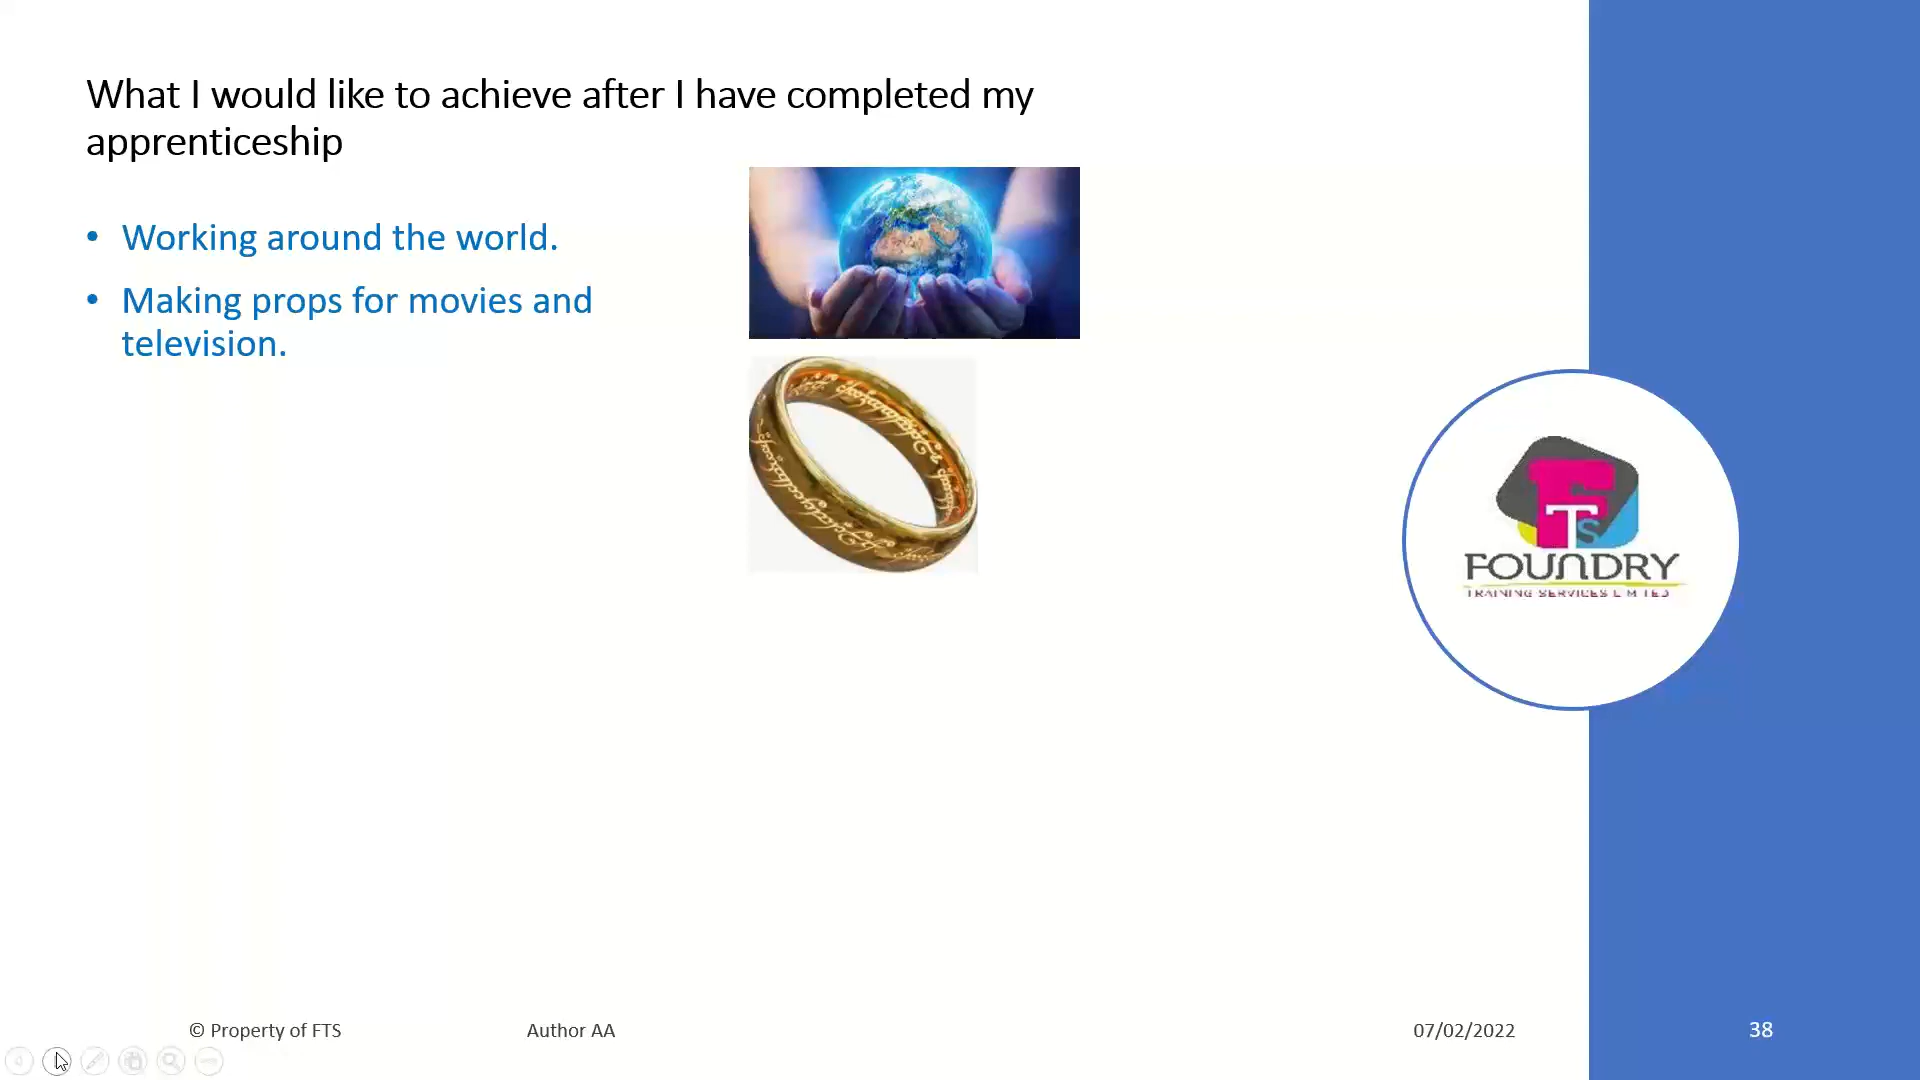 What I would like to achieve after I have completed my
apprenticeship
• Working around the world.
• Making props for movies and
television.
FTS
FOUNDRY
TRAINING SERVICES LIMITED
© Property of FTS
Author AA
07/02/2022
38